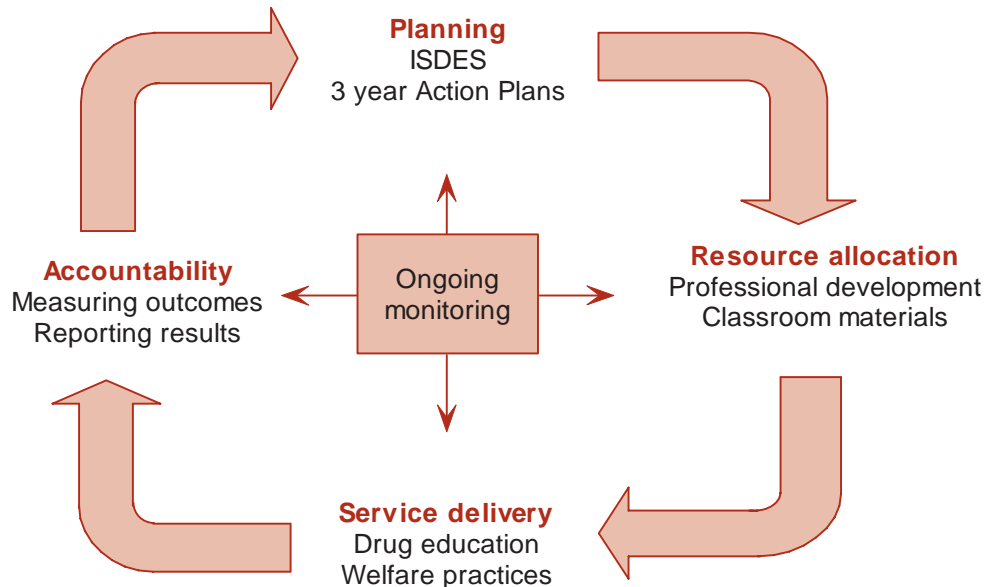 Planning
ISDES
3 year Action Plans
Resource allocation
Professional development
Classroom materials
Ongoing
monitoring
Accountability
Measuring outcomes
Reporting results
Service delivery
Drug education
Welfare practices